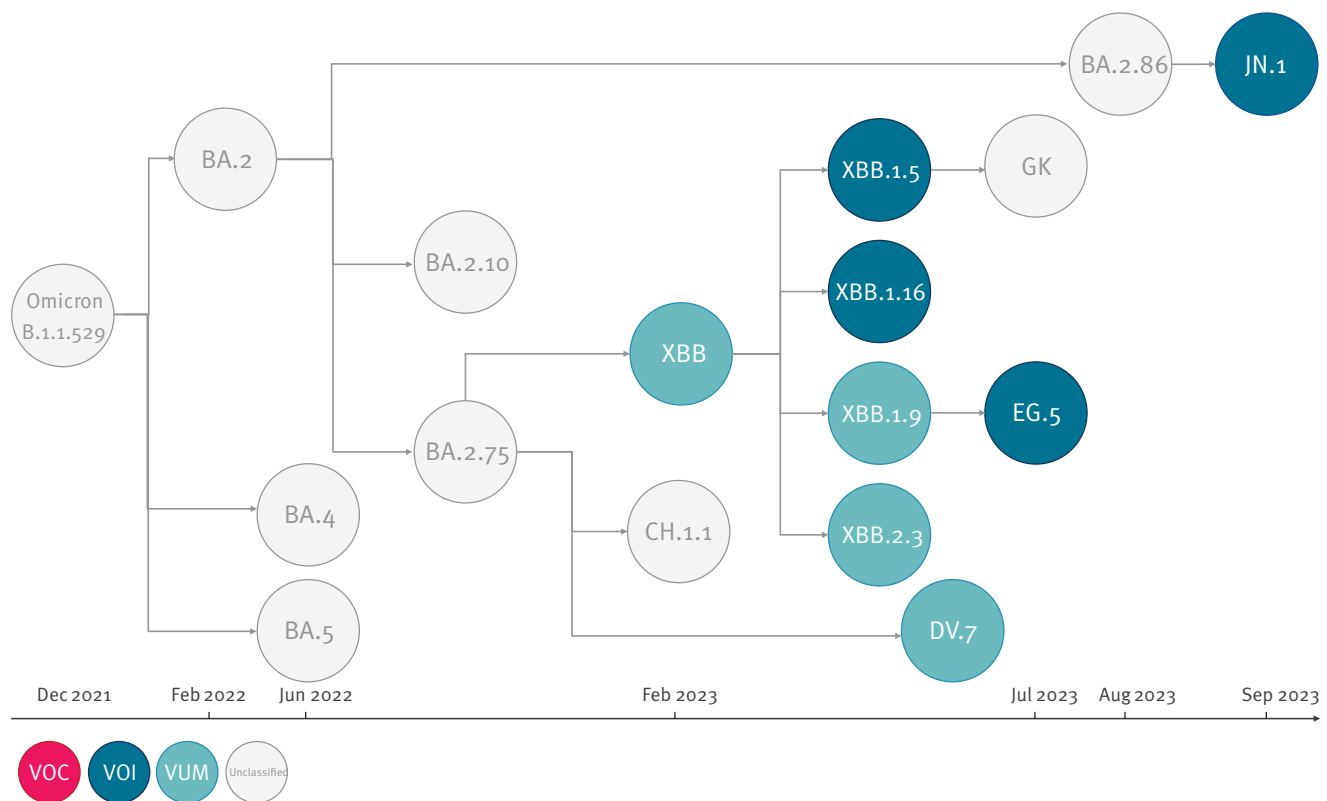 BA.2.86
JN.1
BA.2
XBB.1.5
GK
BA.2.10
XBB.1.16
Omicron
B.1.1.529
XBB
XBB.1.9
EG.5
BA.2.75
BA.4
CH.1.1
XBB.2.3
BA.5
DV.7
Dec 2021
Feb 2022
Jun 2022
Feb 2023
Jul 2023
Aug 2023
Sep 2023
VOC
VOI
VUM
Unclassified